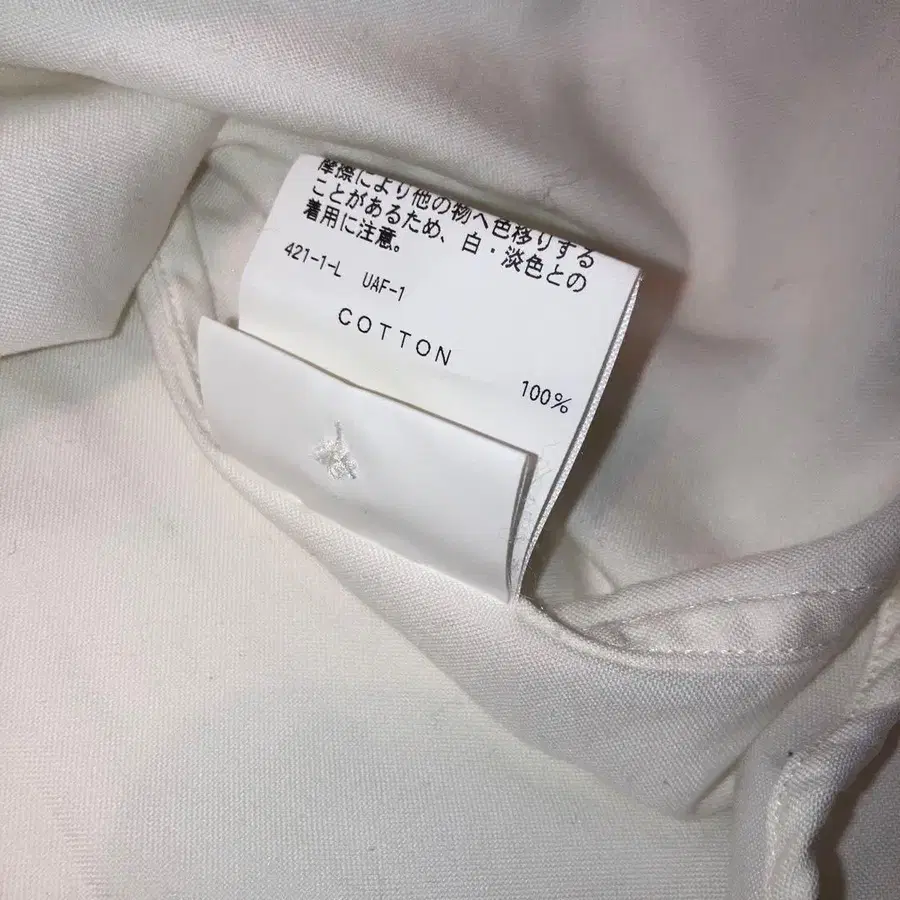 摩擦により他の物へ色移りする
ことがあるため、白・淡色との
着用に注意。
421-1-L UAF-1
COTTON
100%